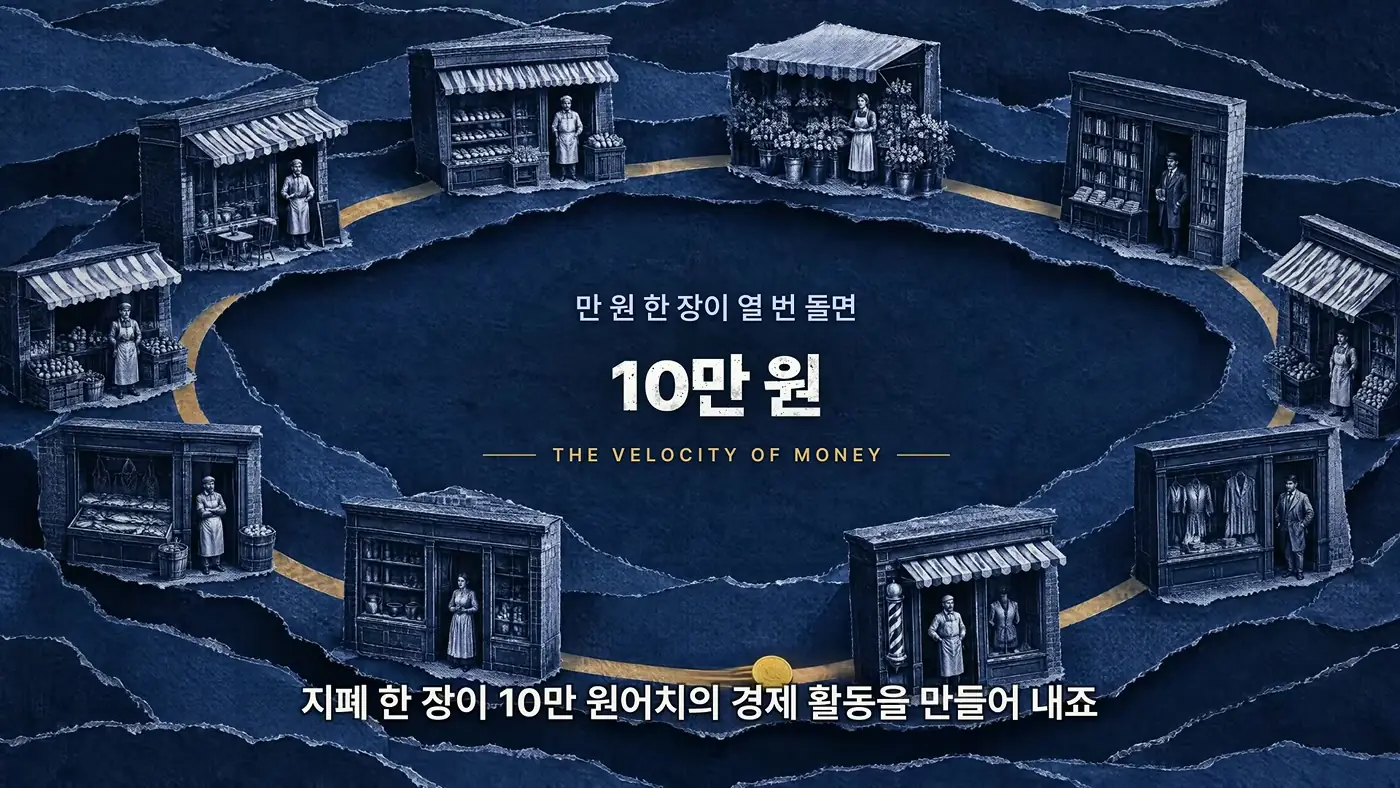 만 원 한 장이 열 번 돌면
10만 원
THE VELOCITY OF MONEY
지폐 한 장이 10만 원어치의 경제 활동을 만들어 내죠